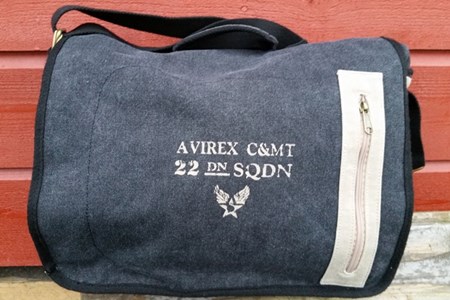 AVIREX C&MT
22 DN SQDN